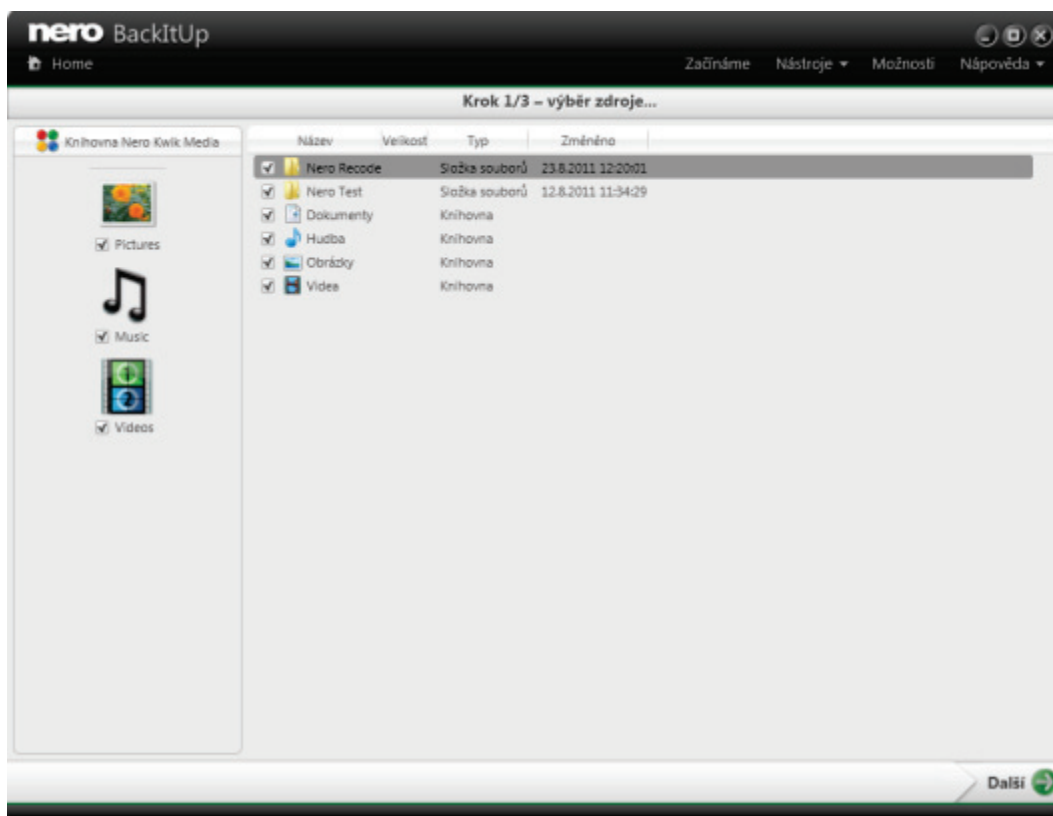 nero BackItUp
Home Začínáme Nástroje Možnosti Nápověda
Krok 1/3 – výběr zdroje...
Knihovna Nero Kwik Media
Pictures
Music
1
2
Videos
Název Velikost Typ Změněno
Nero Recode Složka souborů 23.8.2011 12:20:01
Nero Test Složka souborů 12.8.2011 11:34:29
Dokumenty Knihovna
Hudba Knihovna
Obrázky Knihovna
Videa Knihovna
Další